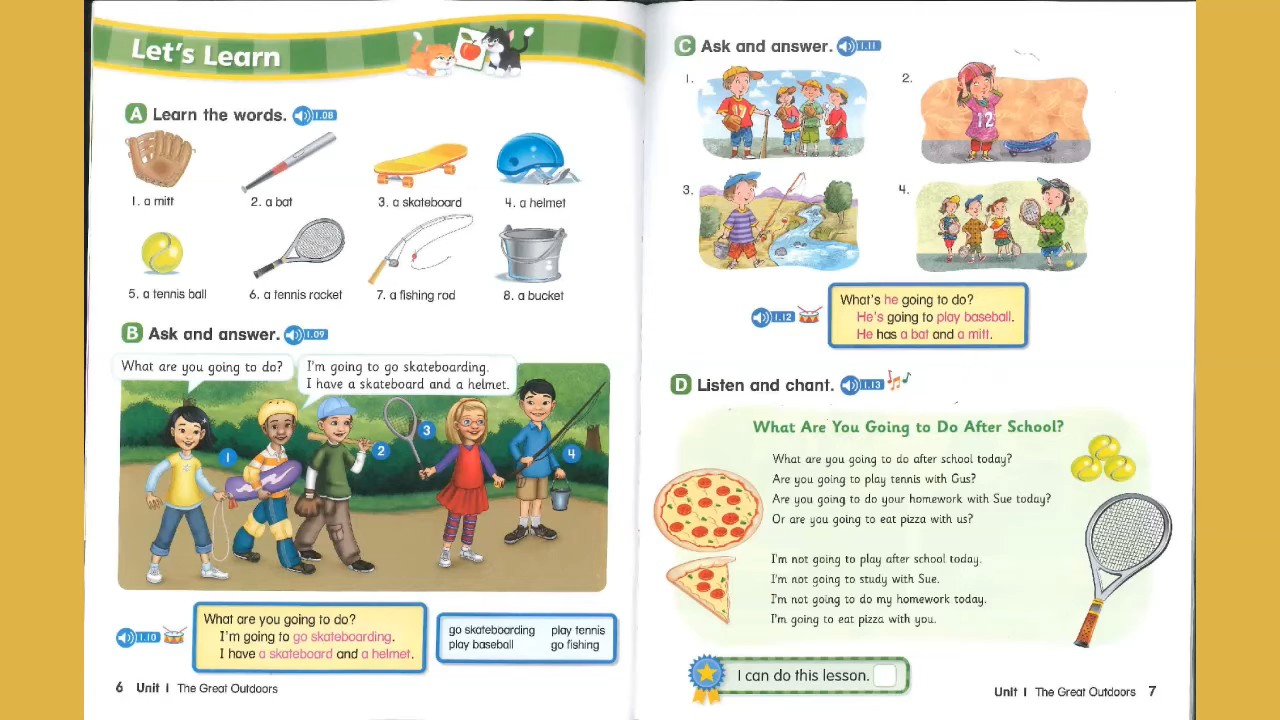 Let's Learn
A Learn the words. 1.08
1. a mitt
2. a bat
3. a skateboard
4. a helmet
5. a tennis ball
6. a tennis racket
7. a fishing rod
8. a bucket
B Ask and answer. 1.09
What are you going to do?
I'm going to go skateboarding.
I have a skateboard and a helmet.
1
2
3
4
1.10
What are you going to do?
I'm going to go skateboarding.
I have a skateboard and a helmet.
go skateboarding play tennis
play baseball go fishing
6 Unit 1 The Great Outdoors
C Ask and answer. 1.11
1.
17
2.
12
3.
4.
1.12
What's he going to do?
He's going to play baseball.
He has a bat and a mitt.
D Listen and chant. 1.13
What Are You Going to Do After School?
What are you going to do after school today?
Are you going to play tennis with Gus?
Are you going to do your homework with Sue today?
Or are you going to eat pizza with us?
I'm not going to play after school today.
I'm not going to study with Sue.
I'm not going to do my homework today.
I'm going to eat pizza with you.
I can do this lesson.
Unit 1 The Great Outdoors 7